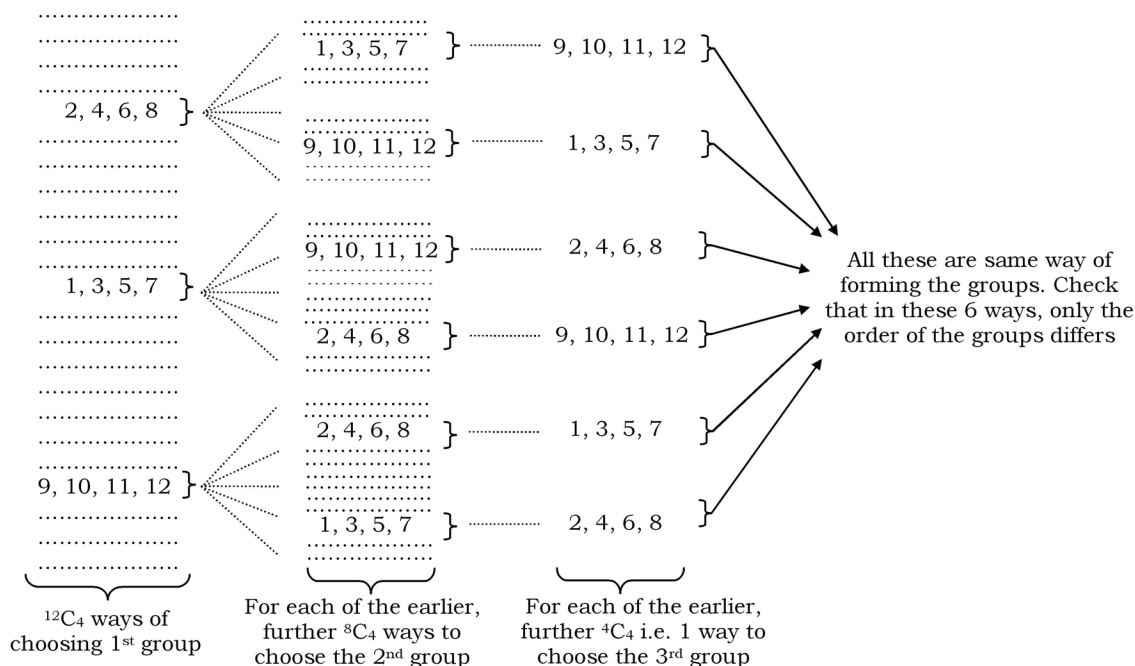 1, 3, 5, 7
9, 10, 11, 12
2, 4, 6, 8
9, 10, 11, 12
1, 3, 5, 7
9, 10, 11, 12
2, 4, 6, 8
1, 3, 5, 7
2, 4, 6, 8
9, 10, 11, 12
2, 4, 6, 8
1, 3, 5, 7
9, 10, 11, 12
1, 3, 5, 7
2, 4, 6, 8
All these are same way of
forming the groups. Check
that in these 6 ways, only the
order of the groups differs
¹²C₄ ways of
choosing 1ˢᵗ group
For each of the earlier,
further ⁸C₄ ways to
choose the 2ⁿᵈ group
For each of the earlier,
further ⁴C₄ i.e. 1 way to
choose the 3ʳᵈ group